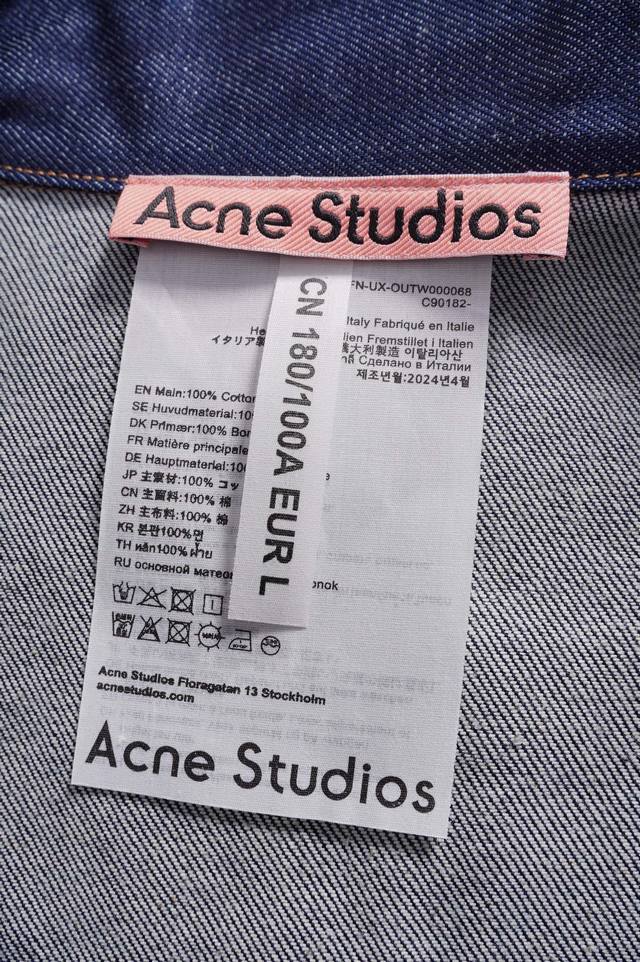 Acne Studios
FN-UX-OUTW000068
C90182-
CN 180/100A EUR L
Italy Fabriqué en Italie
Fremstillet i Italien
イタリア製
大利製造 이탈리아산
Сделано в Италии
제조년월:2024년4월
EN Main:100% Cotton
SE Huvudmaterial:10
DK Primær:100% Bom
FR Matière principale
DE Hauptmaterial:10
JP 主素材:100% コッ
CN 主面料:100% 棉
ZH 主布料:100% 棉
KR 본판100%면
TH หลัก100%ฝ้าย
RU основной матер
Acne Studios Floragatan 13 Stockholm
acnestudios.com
Acne Studios